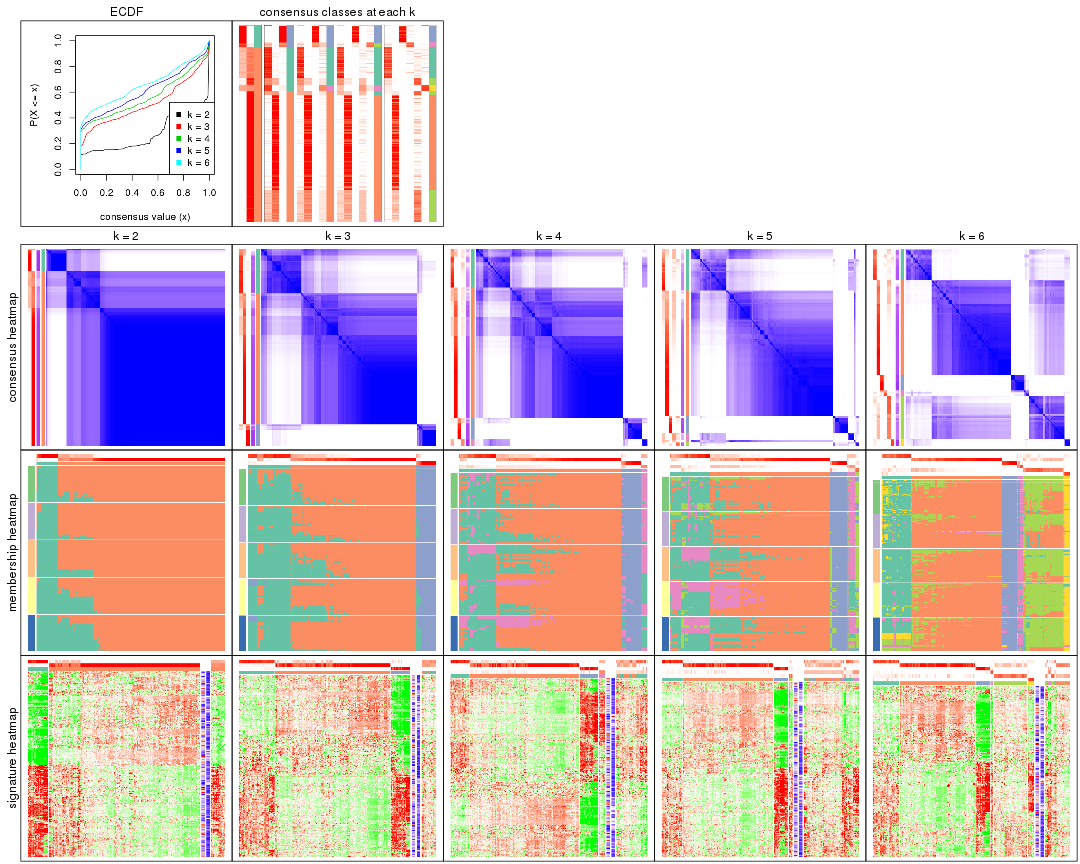 ECDF
consensus classes at each k
P(X <= x)
1.0
0.8
0.6
0.4
0.2
0.0
k = 2
k = 3
k = 4
k = 5
k = 6
0.0 0.2 0.4 0.6 0.8 1.0
consensus value (x)
k = 2
k = 3
k = 4
k = 5
k = 6
consensus heatmap
membership heatmap
signature heatmap